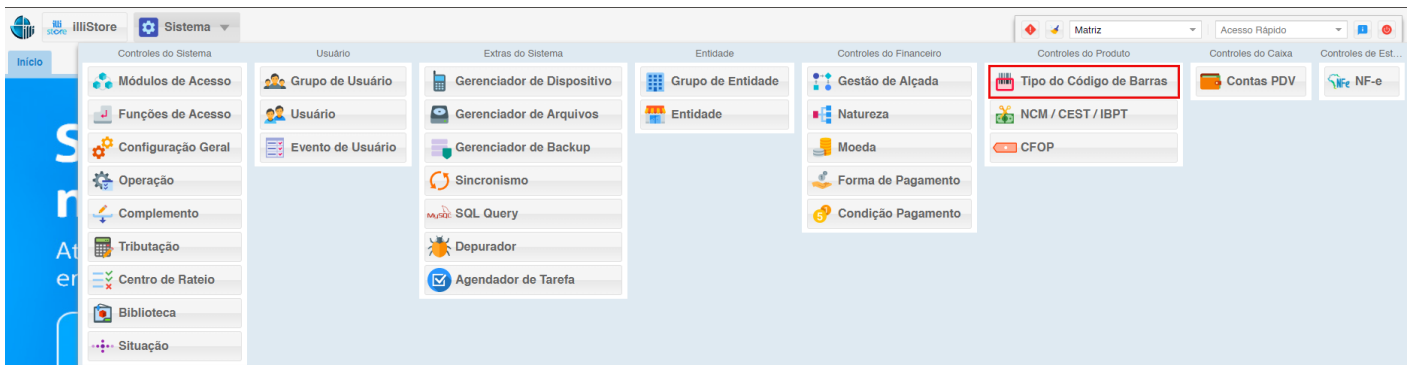 illi store illiStore Sistema Matriz Acesso Rápido
Início
Controles do Sistema
Módulos de Acesso
Funções de Acesso
Configuração Geral
Operação
Complemento
Tributação
Centro de Rateio
Biblioteca
Situação
Usuário
Grupo de Usuário
Usuário
Evento de Usuário
Extras do Sistema
Gerenciador de Dispositivo
Gerenciador de Arquivos
Gerenciador de Backup
Sincronismo
MySQL SQL Query
Depurador
Agendador de Tarefa
Entidade
Grupo de Entidade
Entidade
Controles do Financeiro
Gestão de Alçada
Natureza
Moeda
Forma de Pagamento
Condição Pagamento
Controles do Produto
Tipo do Código de Barras
NCM / CEST / IBPT
CFOP
Controles do Caixa
Contas PDV
Controles de Est...
NFe NF-e